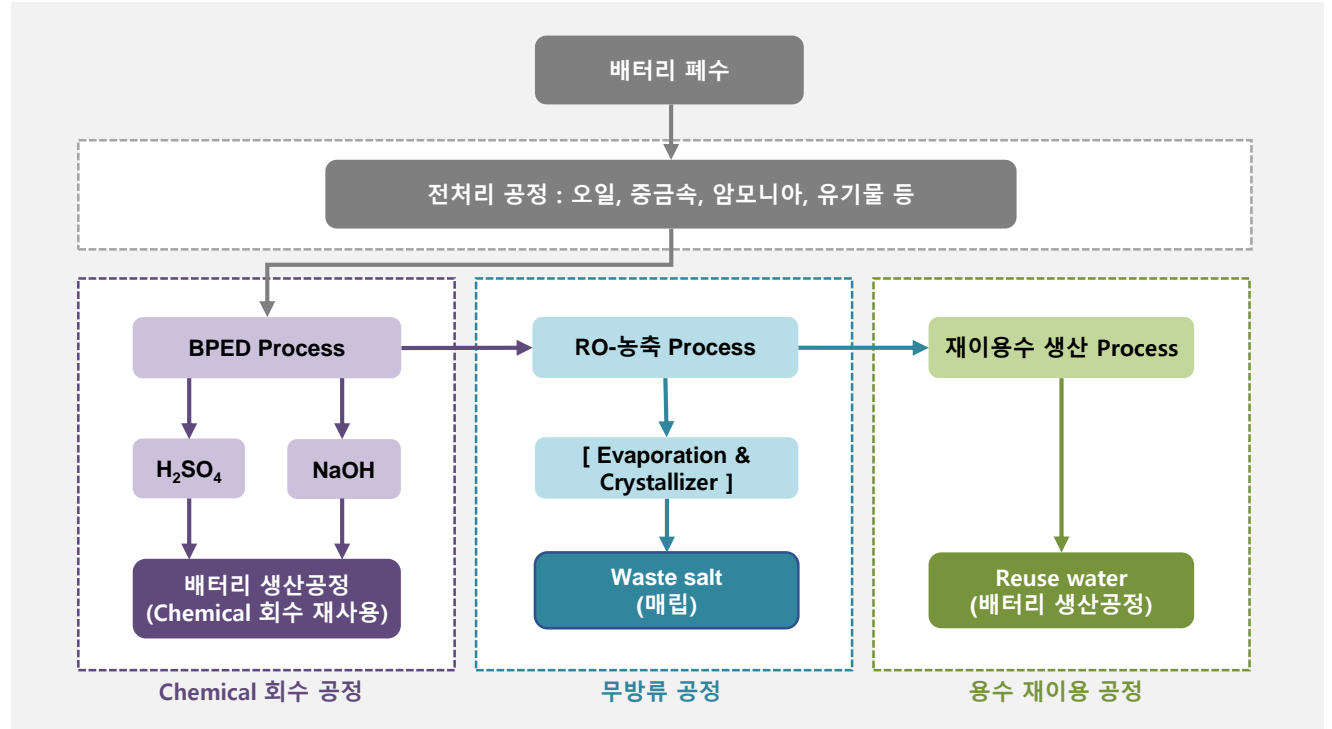 배터리 폐수
전처리 공정 : 오일, 중금속, 암모니아, 유기물 등
BPED Process
RO-농축 Process
재이용수 생산 Process
H₂SO₄
NaOH
[ Evaporation &
Crystallizer ]
배터리 생산공정
(Chemical 회수 재사용)
Waste salt
(매립)
Reuse water
(배터리 생산공정)
Chemical 회수 공정
무방류 공정
용수 재이용 공정